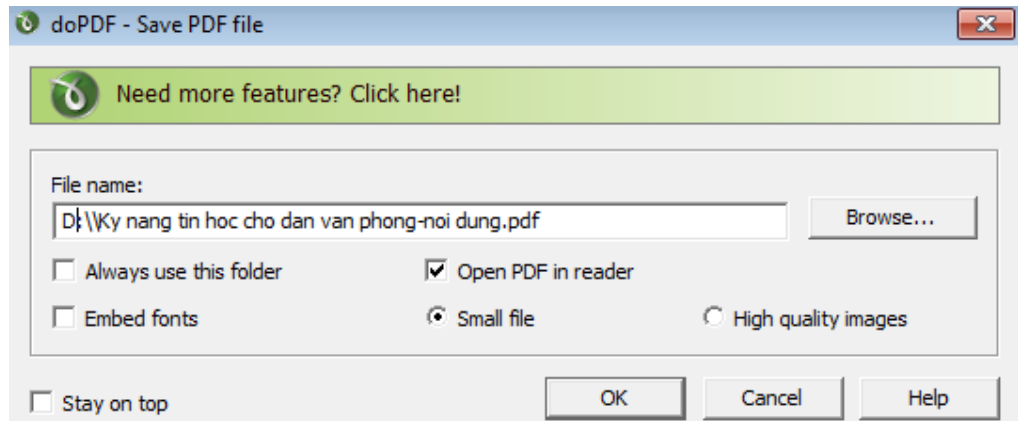 doPDF - Save PDF file
Need more features? Click here!
File name:
D:\\Ky nang tin hoc cho dan van phong-noi dung.pdf
Browse...
Always use this folder
Open PDF in reader
Embed fonts
Small file
High quality images
Stay on top
OK
Cancel
Help